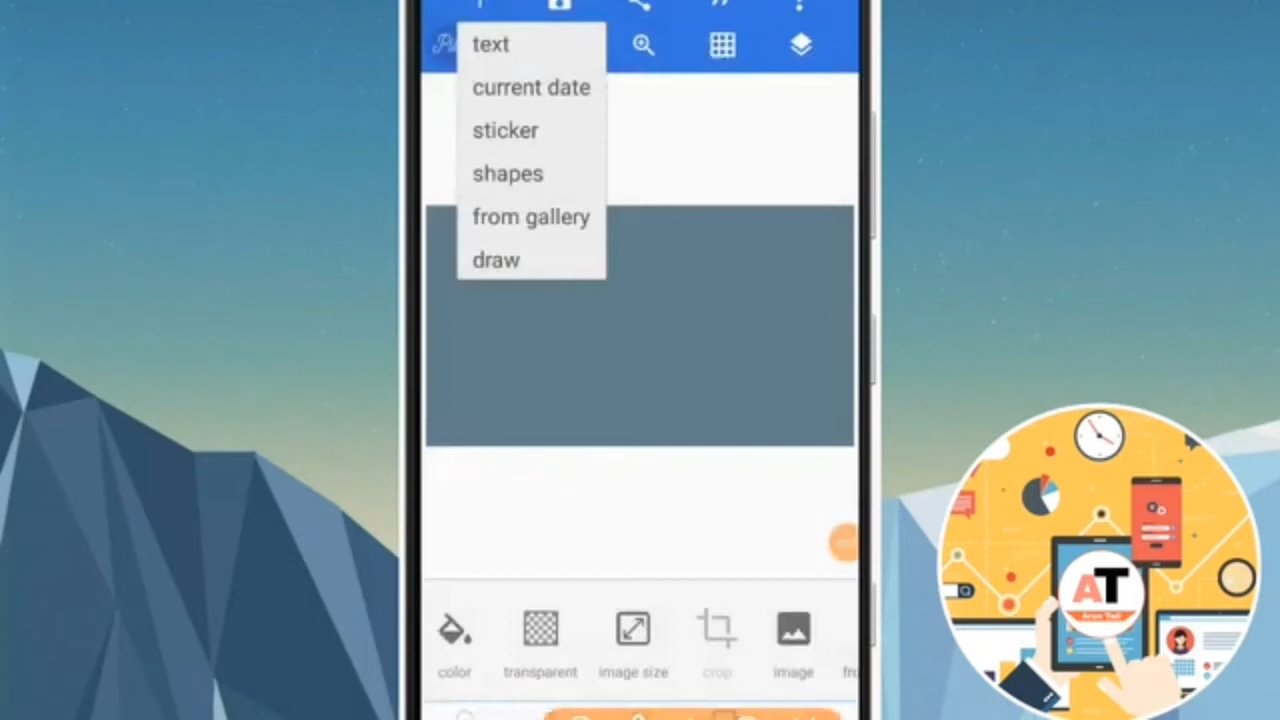 text
current date
sticker
shapes
from gallery
draw
color
transparent
image size
crop
image
AT